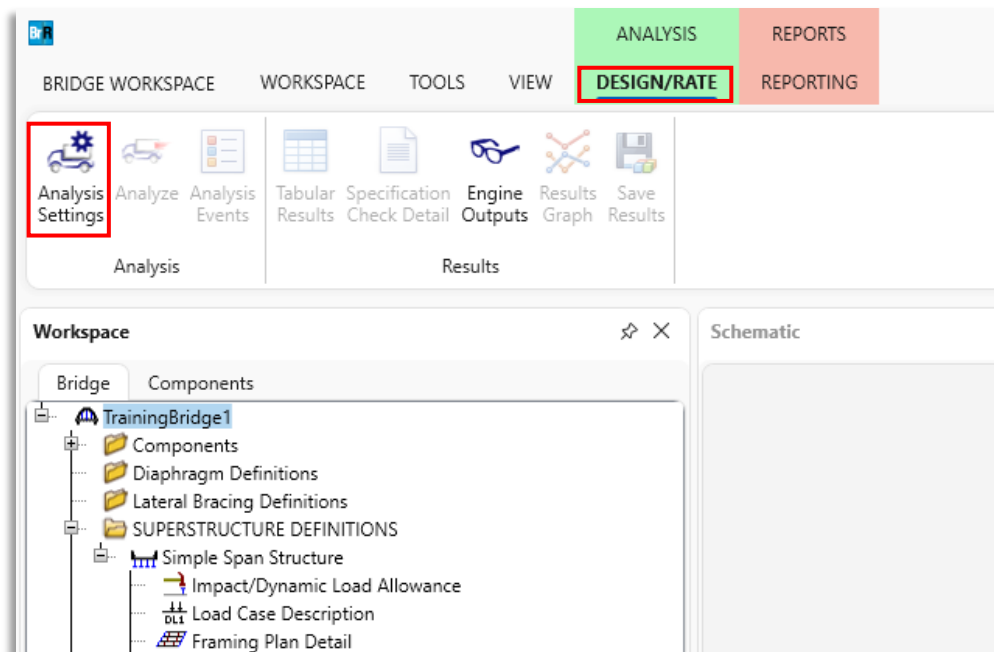 BrR
ANALYSIS REPORTS
BRIDGE WORKSPACE WORKSPACE TOOLS VIEW DESIGN/RATE REPORTING
Analysis Analyze Analysis Tabular Specification Engine Results Save
Settings Events Results Check Detail Outputs Graph Results
Analysis Results
Workspace Schematic
Bridge Components
TrainingBridge1
Components
Diaphragm Definitions
Lateral Bracing Definitions
SUPERSTRUCTURE DEFINITIONS
Simple Span Structure
Impact/Dynamic Load Allowance
DL1 Load Case Description
Framing Plan Detail